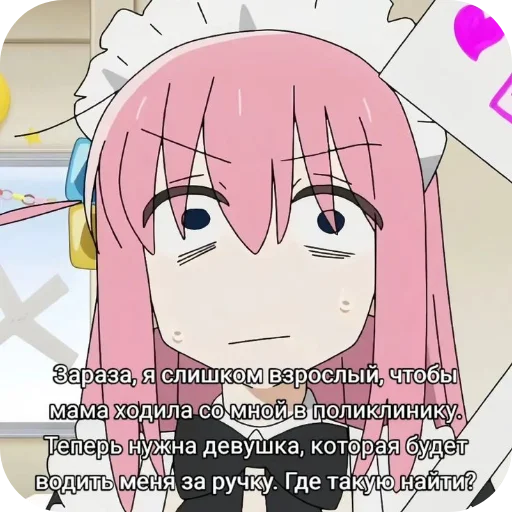 Зараза, я слишком взрослый, чтобы
мама ходила со мной в поликлинику.
Теперь нужна девушка, которая будет
водить меня за ручку. Где такую найти?